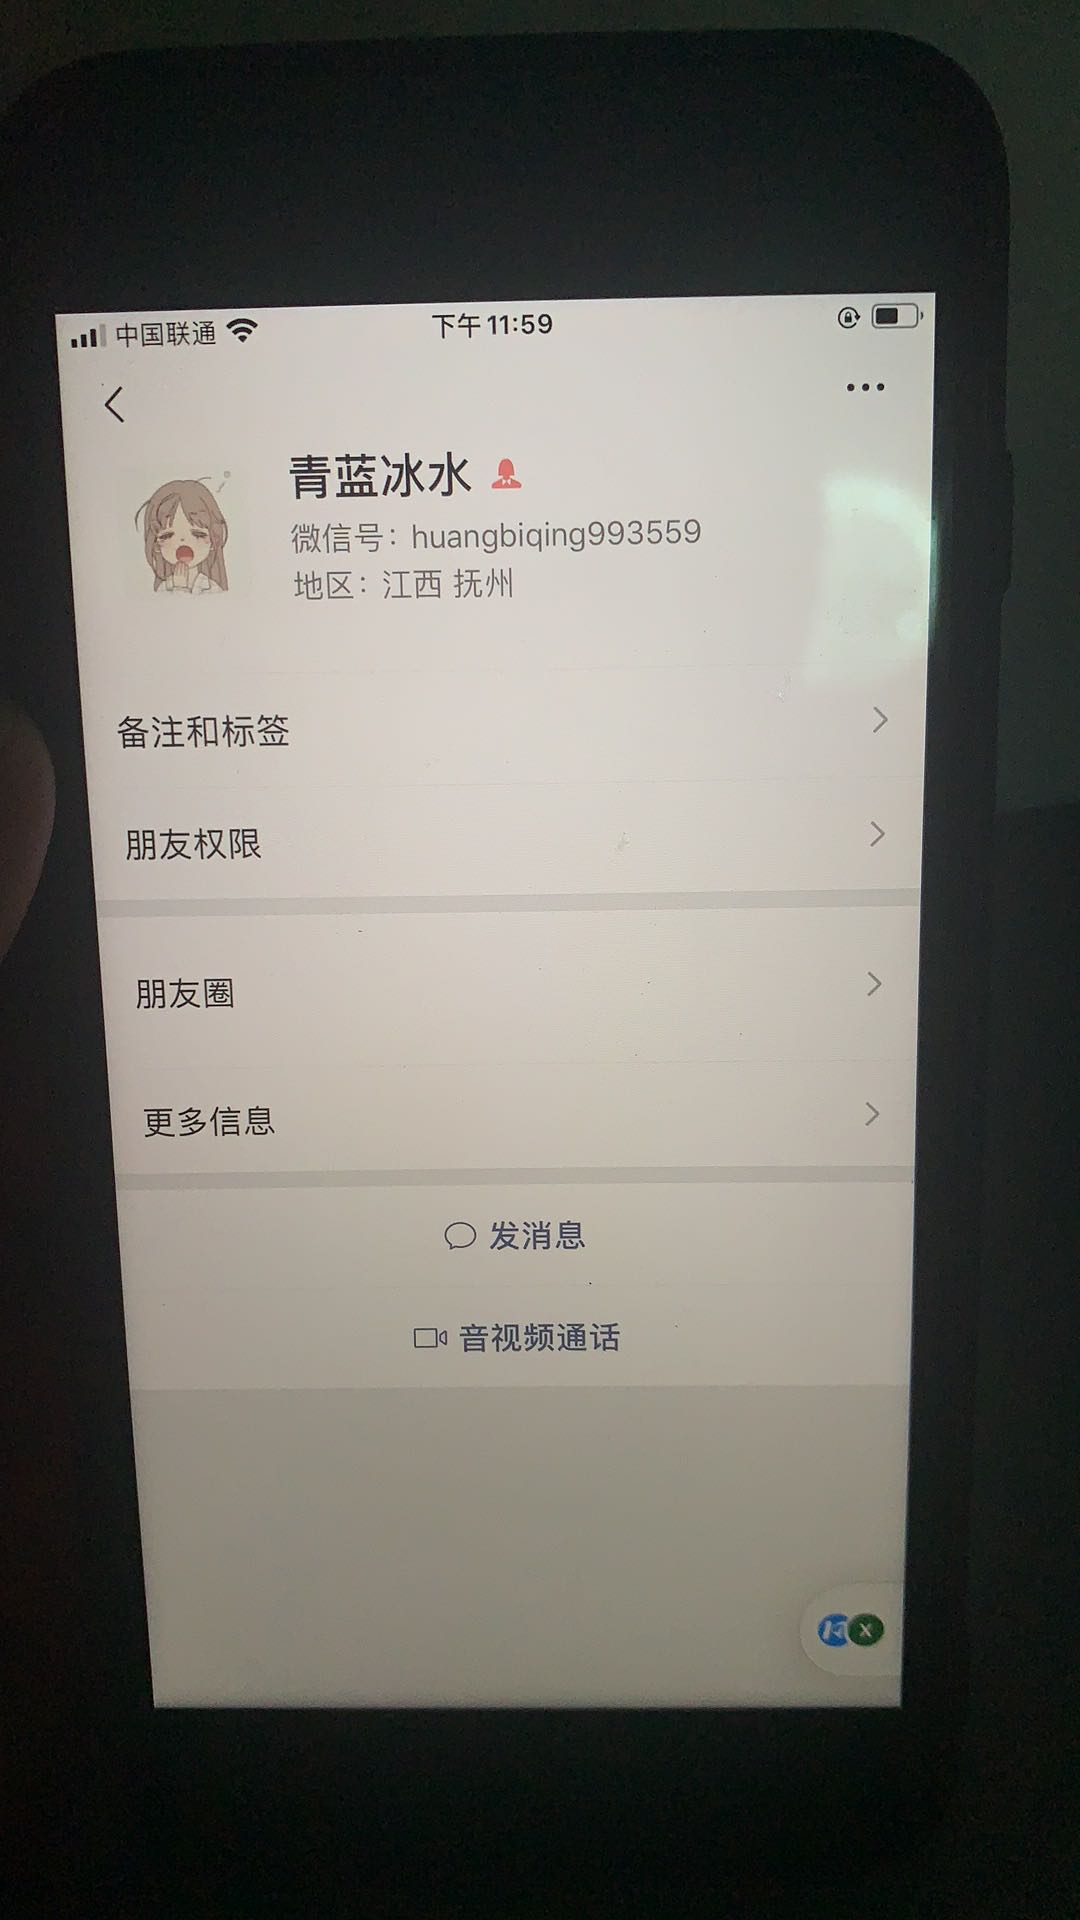 中国联通
下午11:59
青蓝冰水
微信号：huangbiqing993559
地区：江西 抚州
备注和标签
朋友权限
朋友圈
更多信息
发消息
音视频通话
X